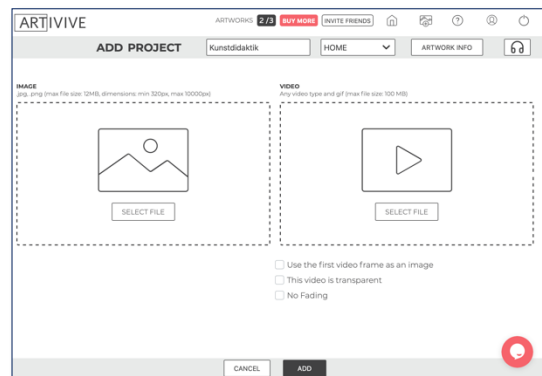 ARTIVIVE ARTWORKS 2/3 BUY MORE INVITE FRIENDS
ADD PROJECT Kunstdidaktik HOME ARTWORK INFO
IMAGE
.jpg, .png (max file size: 12MB, dimensions: min 320px, max 10000px)
VIDEO
Any video type and gif (max file size: 100 MB)
SELECT FILE
SELECT FILE
Use the first video frame as an image
This video is transparent
No Fading
CANCEL ADD